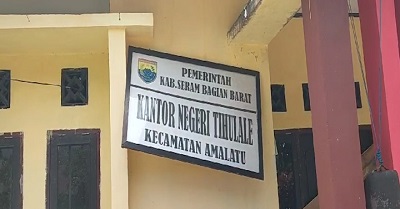 PEMERINTAH
KAB.SERAM BAGIAN BARAT
KANTOR NEGERI TIHULALE
KECAMATAN AMALATU